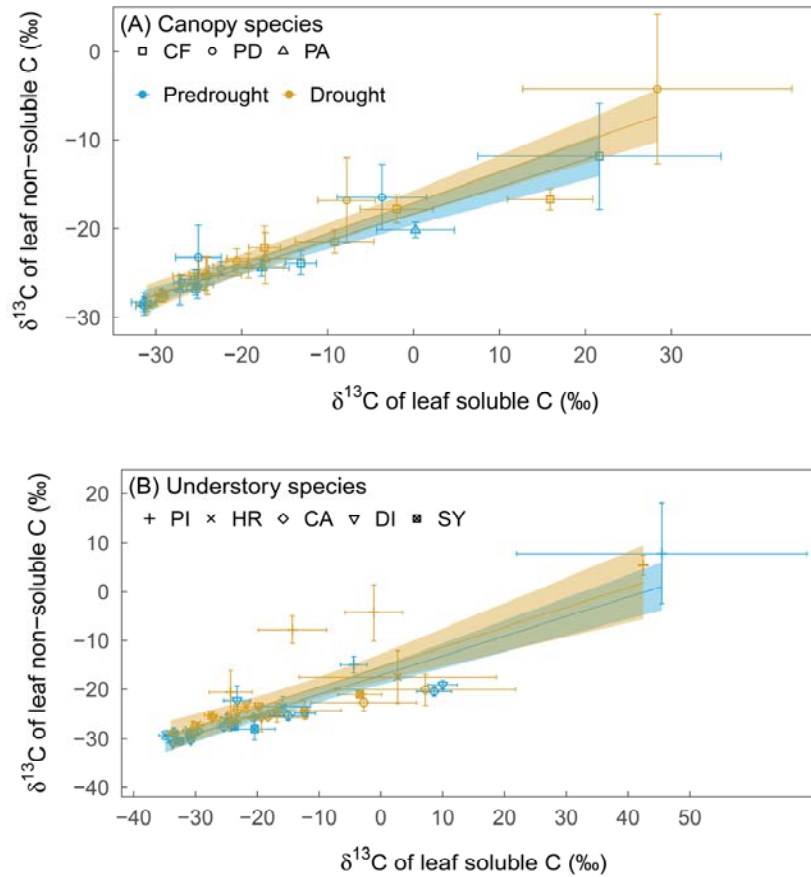 (A) Canopy species
CF PD PA
Predrought Drought
0
−10
−20
−30
−30 −20 −10 0 10 20 30
δ¹³C of leaf non−soluble C (‰)
δ¹³C of leaf soluble C (‰)
(B) Understory species
PI HR CA DI SY
20
10
0
−10
−20
−30
−40
−40 −30 −20 −10 0 10 20 30 40 50
δ¹³C of leaf non−soluble C (‰)
δ¹³C of leaf soluble C (‰)